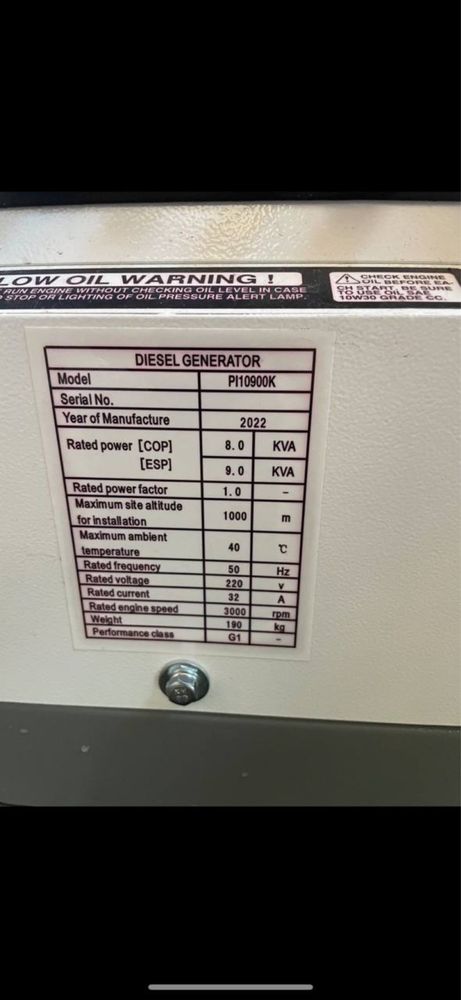 LOW OIL WARNING !
RUN ENGINE WITHOUT CHECKING OIL LEVEL IN CASE
STOP OR LIGHTING OF OIL PRESSURE ALERT LAMP.
CHECK ENGINE
OIL BEFORE EA-
CH START, BE SURE
TO USE OIL SAE
10W30 GRADE CC.
DIESEL GENERATOR
Model PI10900K
Serial No.
Year of Manufacture 2022
Rated power [COP] 8.0 KVA
[ESP] 9.0 KVA
Rated power factor 1.0 -
Maximum site altitude
for installation 1000 m
Maximum ambient
temperature 40 ℃
Rated frequency 50 Hz
Rated voltage 220 V
Rated current 32 A
Rated engine speed 3000 rpm
Weight 190 kg
Performance class G1 -